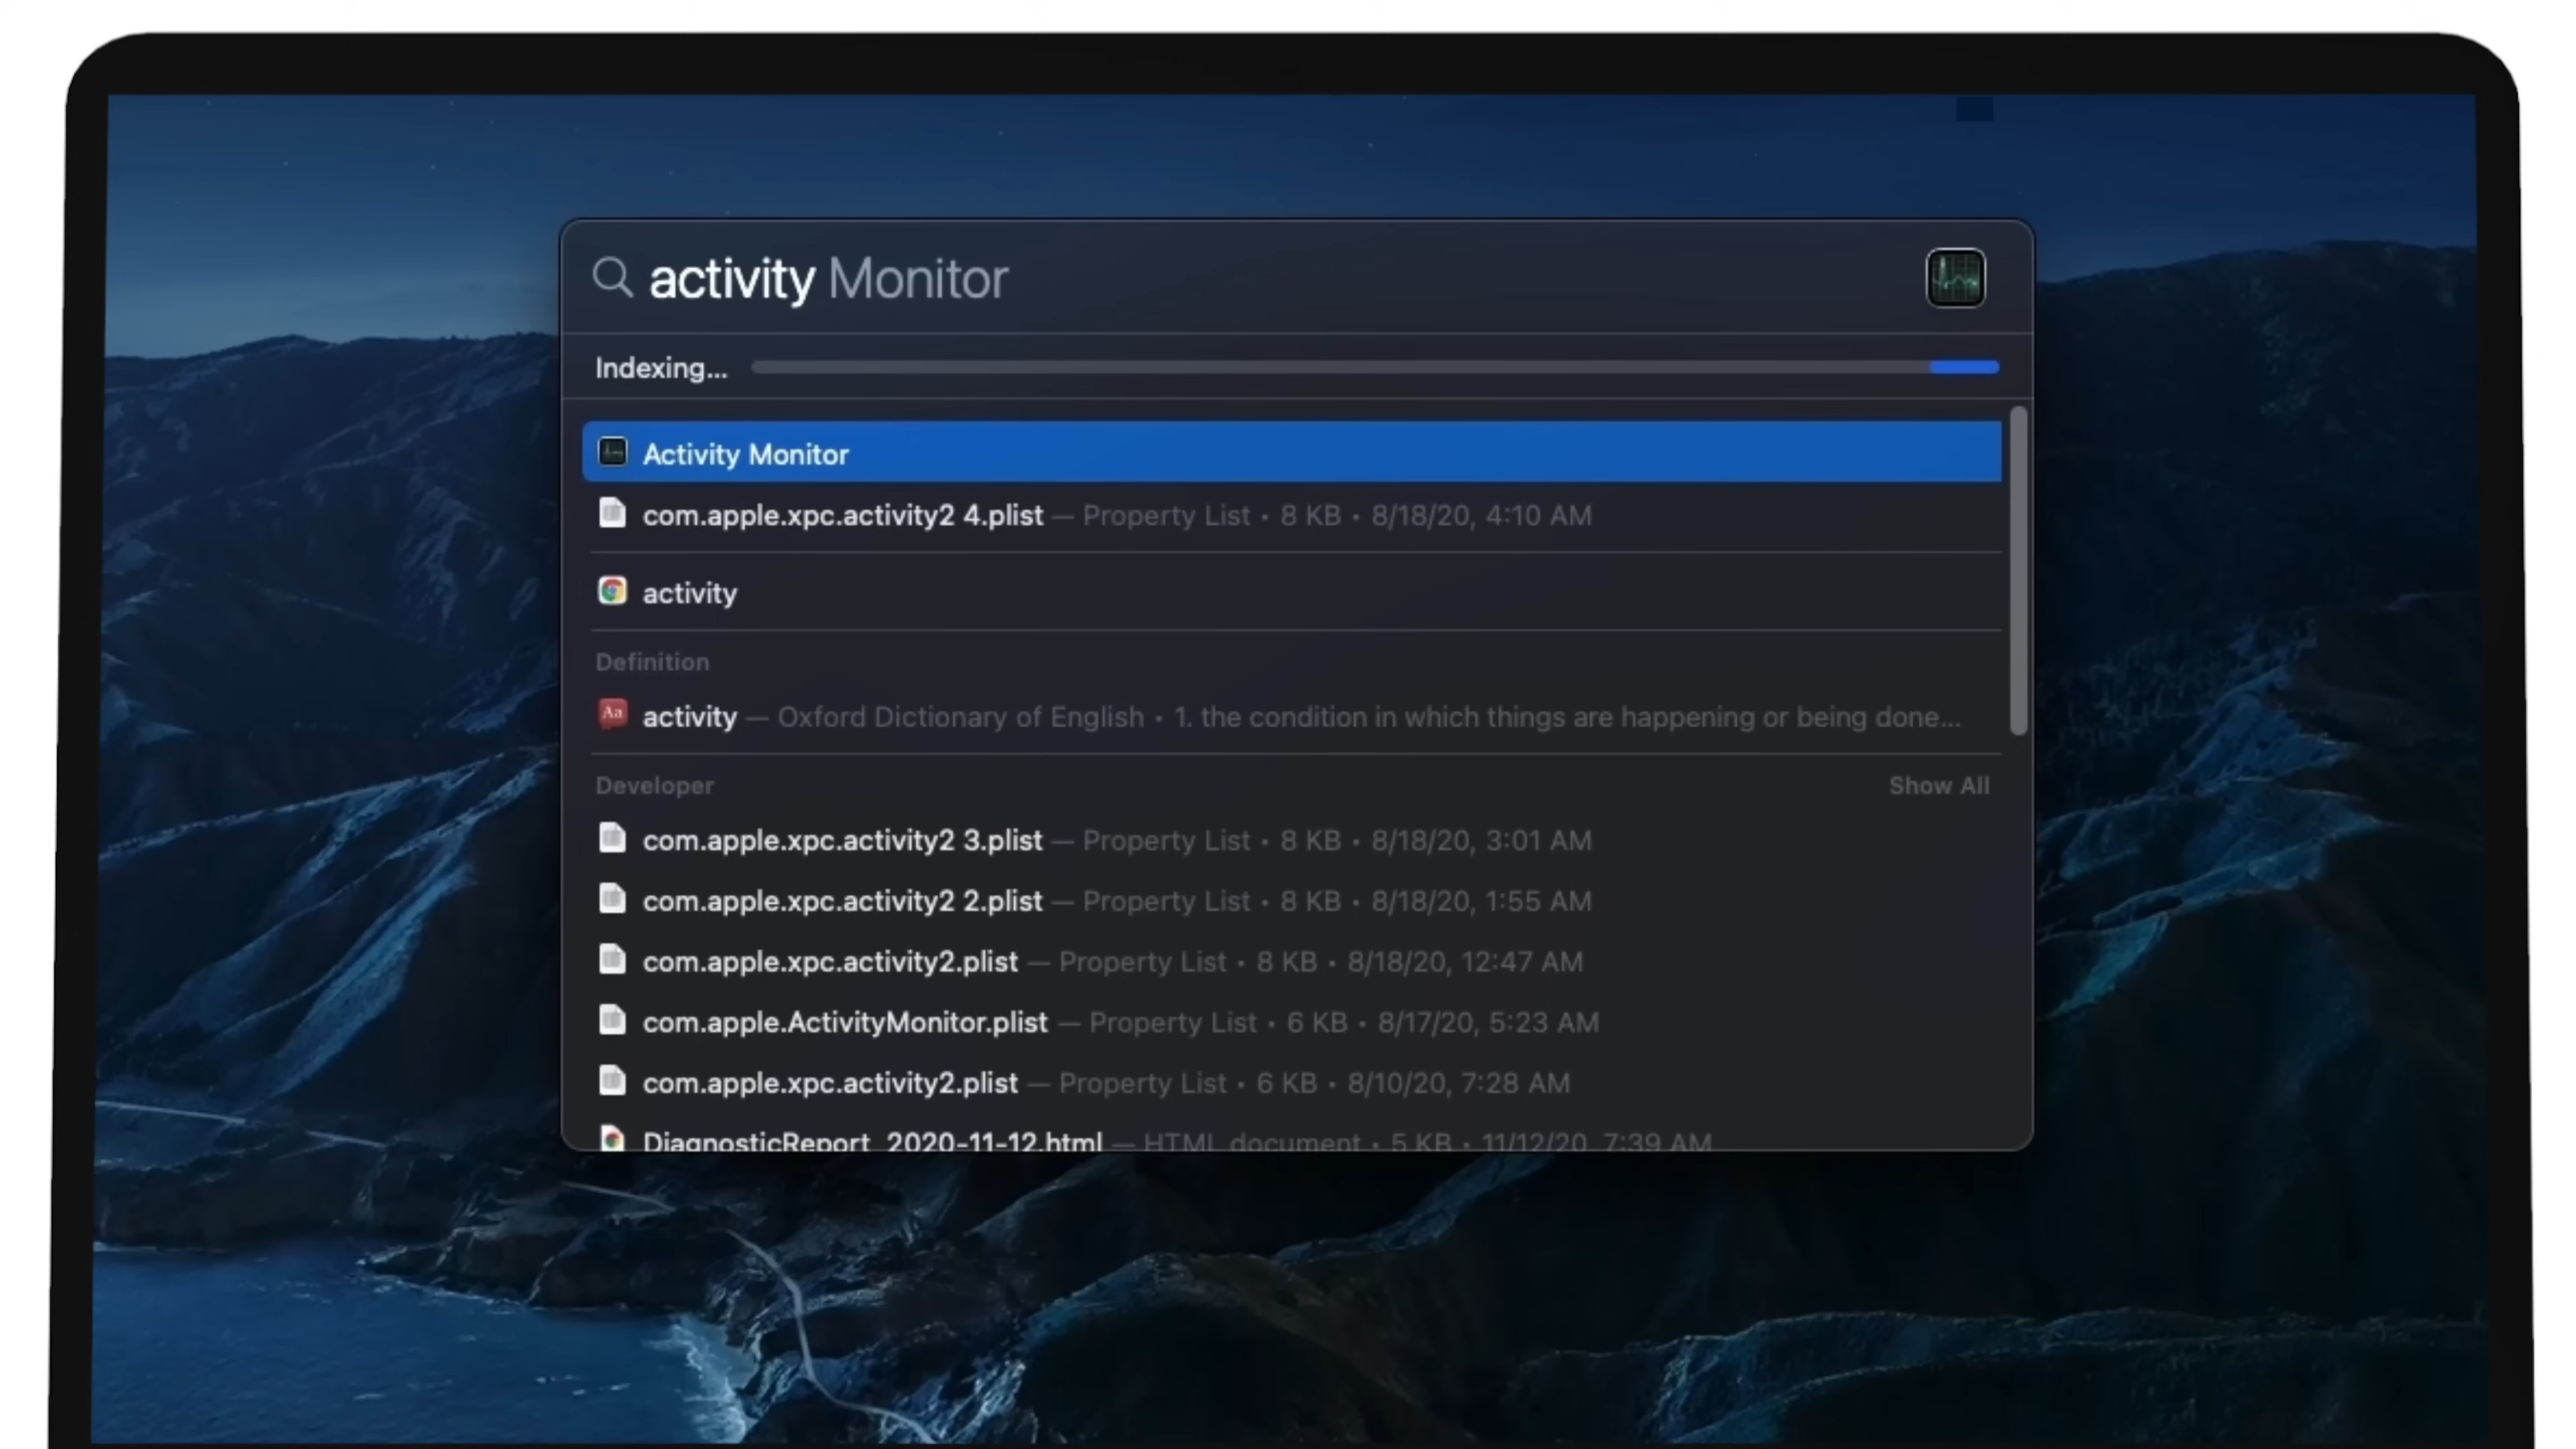 activity Monitor
Indexing...
Activity Monitor
com.apple.xpc.activity2 4.plist — Property List • 8 KB • 8/18/20, 4:10 AM
activity
Definition
Aa activity — Oxford Dictionary of English • 1. the condition in which things are happening or being done...
Developer Show All
com.apple.xpc.activity2 3.plist — Property List • 8 KB • 8/18/20, 3:01 AM
com.apple.xpc.activity2 2.plist — Property List • 8 KB • 8/18/20, 1:55 AM
com.apple.xpc.activity2.plist — Property List • 8 KB • 8/18/20, 12:47 AM
com.apple.ActivityMonitor.plist — Property List • 6 KB • 8/17/20, 5:23 AM
com.apple.xpc.activity2.plist — Property List • 6 KB • 8/10/20, 7:28 AM
DiagnosticReport_2020-11-12.html — HTML document • 5 KB • 11/12/20, 7:39 AM